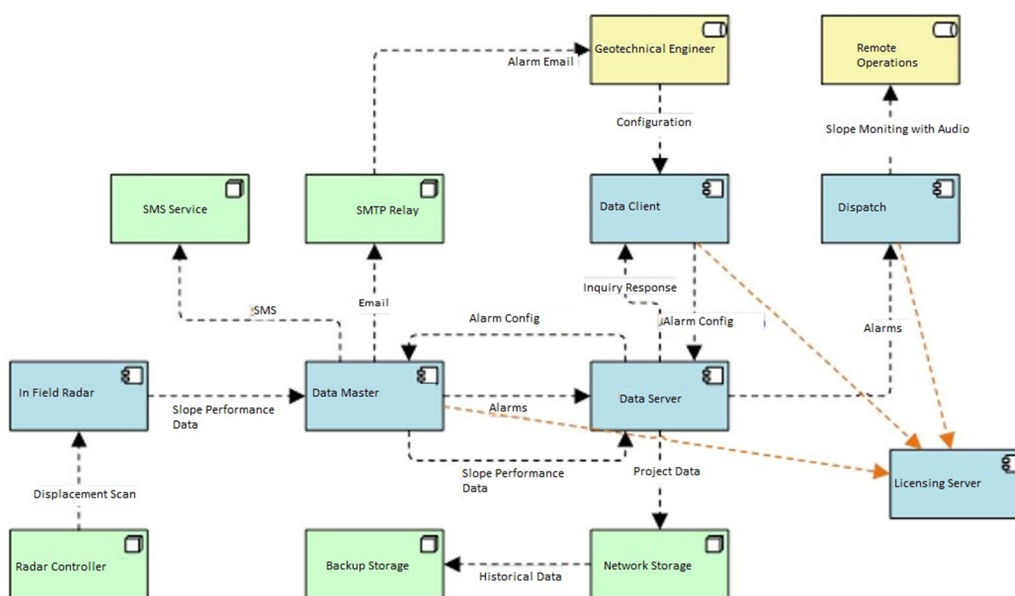 Geotechnical Engineer
Remote
Operations
Alarm Email
Configuration
Slope Moniting with Audio
SMS Service
SMTP Relay
Data Client
Dispatch
Inquiry Response
SMS
Email
Alarm Config
Alarm Config
Alarms
In Field Radar
Data Master
Data Server
Slope Performance
Data
Alarms
Slope Performance
Data
Project Data
Licensing Server
Displacement Scan
Radar Controller
Backup Storage
Historical Data
Network Storage